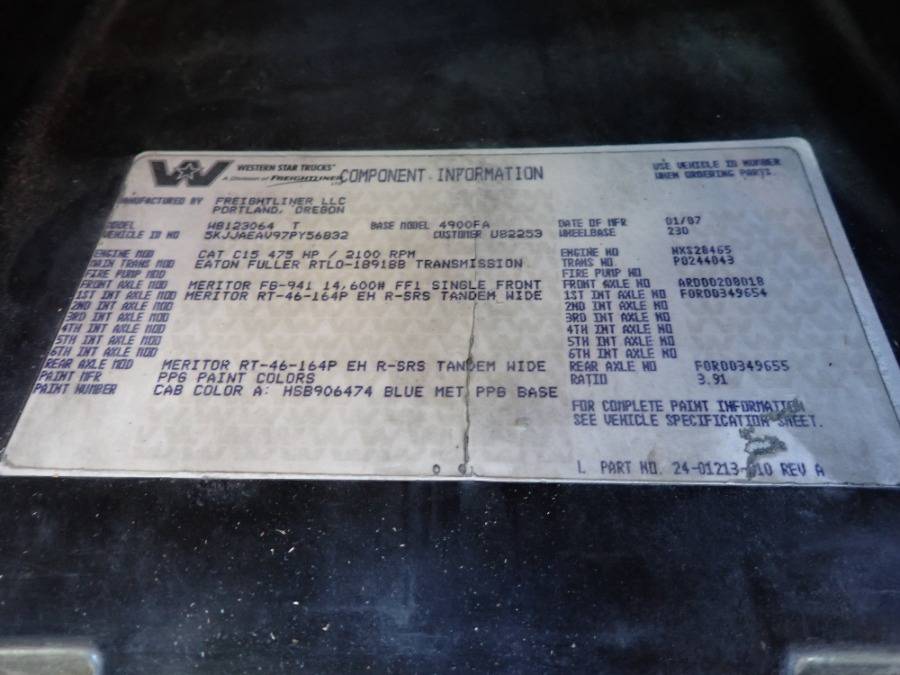 WESTERN STAR TRUCKS
A Division of FREIGHTLINER
COMPONENT INFORMATION
USE VEHICLE ID NUMBER
WHEN ORDERING PARTS.
MANUFACTURED BY FREIGHTLINER LLC
PORTLAND, OREGON
MODEL WB123064 T BASE MODEL 4900FA DATE OF MFR 01/07
VEHICLE ID NO 5KJJAEAV97PY56832 CUSTOMER U82253 WHEELBASE 230
ENGINE MOD CAT C15 475 HP / 2100 RPM ENGINE NO NXS28465
MAIN TRANS MOD EATON FULLER RTLO-18918B TRANSMISSION TRANS NO P0244043
FIRE PUMP MOD FIRE PUMP NO
FRONT AXLE MOD MERITOR FG-941 14,600# FF1 SINGLE FRONT FRONT AXLE NO ARD00208018
1ST INT AXLE MOD MERITOR RT-46-164P EH R-SRS TANDEM WIDE 1ST INT AXLE NO FOR00349654
2ND INT AXLE MOD 2ND INT AXLE NO
3RD INT AXLE MOD 3RD INT AXLE NO
4TH INT AXLE MOD 4TH INT AXLE NO
5TH INT AXLE MOD 5TH INT AXLE NO
6TH INT AXLE MOD 6TH INT AXLE NO
REAR AXLE MOD MERITOR RT-46-164P EH R-SRS TANDEM WIDE REAR AXLE NO FOR00349655
PAINT MFR PPG PAINT COLORS RATIO 3.91
PAINT NUMBER CAB COLOR A: HSB906474 BLUE MET PPG BASE
FOR COMPLETE PAINT INFORMATION
SEE VEHICLE SPECIFICATION SHEET.
PART NO. 24-01213-010 REV A